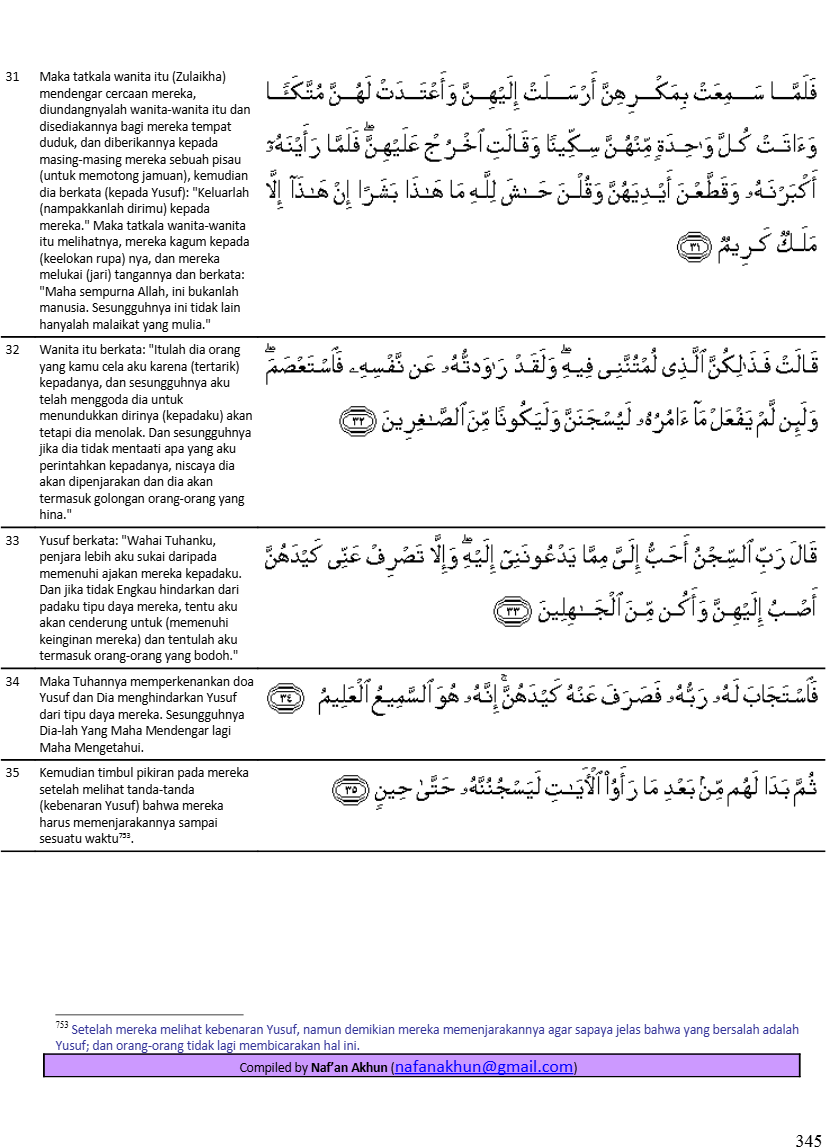 31
Maka tatkala wanita itu (Zulaikha)
mendengar cercaan mereka,
diundangnyalah wanita-wanita itu dan
disediakannya bagi mereka tempat
duduk, dan diberikannya kepada
masing-masing mereka sebuah pisau
(untuk memotong jamuan), kemudian
dia berkata (kepada Yusuf): "Keluarlah
(nampakkanlah dirimu) kepada
mereka." Maka tatkala wanita-wanita
itu melihatnya, mereka kagum kepada
(keelokan rupa) nya, dan mereka
melukai (jari) tangannya dan berkata:
"Maha sempurna Allah, ini bukanlah
manusia. Sesungguhnya ini tidak lain
hanyalah malaikat yang mulia."
فَلَمَّا سَمِعَتْ بِمَكْرِهِنَّ أَرْسَلَتْ إِلَيْهِنَّ وَأَعْتَدَتْ لَهُنَّ مُتَّكَـًٔا
وَءَاتَتْ كُلَّ وَٰحِدَةٍ مِّنْهُنَّ سِكِّينًا وَقَالَتِ ٱخْرُجْ عَلَيْهِنَّ ۖ فَلَمَّا رَأَيْنَهُۥٓ
أَكْبَرْنَهُۥ وَقَطَّعْنَ أَيْدِيَهُنَّ وَقُلْنَ حَـٰشَ لِلَّهِ مَا هَـٰذَا بَشَرًا إِنْ هَـٰذَآ إِلَّا
مَلَكٌ كَرِيمٌ ٣١
32
Wanita itu berkata: "Itulah dia orang
yang kamu cela aku karena (tertarik)
kepadanya, dan sesungguhnya aku
telah menggoda dia untuk
menundukkan dirinya (kepadaku) akan
tetapi dia menolak. Dan sesungguhnya
jika dia tidak mentaati apa yang aku
perintahkan kepadanya, niscaya dia
akan dipenjarakan dan dia akan
termasuk golongan orang-orang yang
hina."
قَالَتْ فَذَٰلِكُنَّ ٱلَّذِى لُمْتُنَّنِى فِيهِ ۖ وَلَقَدْ رَٰوَدتُّهُۥ عَن نَّفْسِهِۦ فَٱسْتَعْصَمَ ۖ
وَلَئِن لَّمْ يَفْعَلْ مَآ ءَامُرُهُۥ لَيُسْجَنَنَّ وَلَيَكُونًا مِّنَ ٱلصَّـٰغِرِينَ ٣٢
33
Yusuf berkata: "Wahai Tuhanku,
penjara lebih aku sukai daripada
memenuhi ajakan mereka kepadaku.
Dan jika tidak Engkau hindarkan dari
padaku tipu daya mereka, tentu aku
akan cenderung untuk (memenuhi
keinginan mereka) dan tentulah aku
termasuk orang-orang yang bodoh."
قَالَ رَبِّ ٱلسِّجْنُ أَحَبُّ إِلَىَّ مِمَّا يَدْعُونَنِىٓ إِلَيْهِ ۖ وَإِلَّا تَصْرِفْ عَنِّى كَيْدَهُنَّ
أَصْبُ إِلَيْهِنَّ وَأَكُن مِّنَ ٱلْجَـٰهِلِينَ ٣٣
34
Maka Tuhannya memperkenankan doa
Yusuf dan Dia menghindarkan Yusuf
dari tipu daya mereka. Sesungguhnya
Dia-lah Yang Maha Mendengar lagi
Maha Mengetahui.
فَٱسْتَجَابَ لَهُۥ رَبُّهُۥ فَصَرَفَ عَنْهُ كَيْدَهُنَّ ۚ إِنَّهُۥ هُوَ ٱلسَّمِيعُ ٱلْعَلِيمُ ٣٤
35
Kemudian timbul pikiran pada mereka
setelah melihat tanda-tanda
(kebenaran Yusuf) bahwa mereka
harus memenjarakannya sampai
sesuatu waktu⁷⁵³.
ثُمَّ بَدَا لَهُم مِّنۢ بَعْدِ مَا رَأَوُا۟ ٱلْـَٔايَـٰتِ لَيَسْجُنُنَّهُۥ حَتَّىٰ حِينٍ ٣٥
⁷⁵³ Setelah mereka melihat kebenaran Yusuf, namun demikian mereka memenjarakannya agar sapaya jelas bahwa yang bersalah adalah
Yusuf; dan orang-orang tidak lagi membicarakan hal ini.
Compiled by Naf'an Akhun (nafanakhun@gmail.com)
345